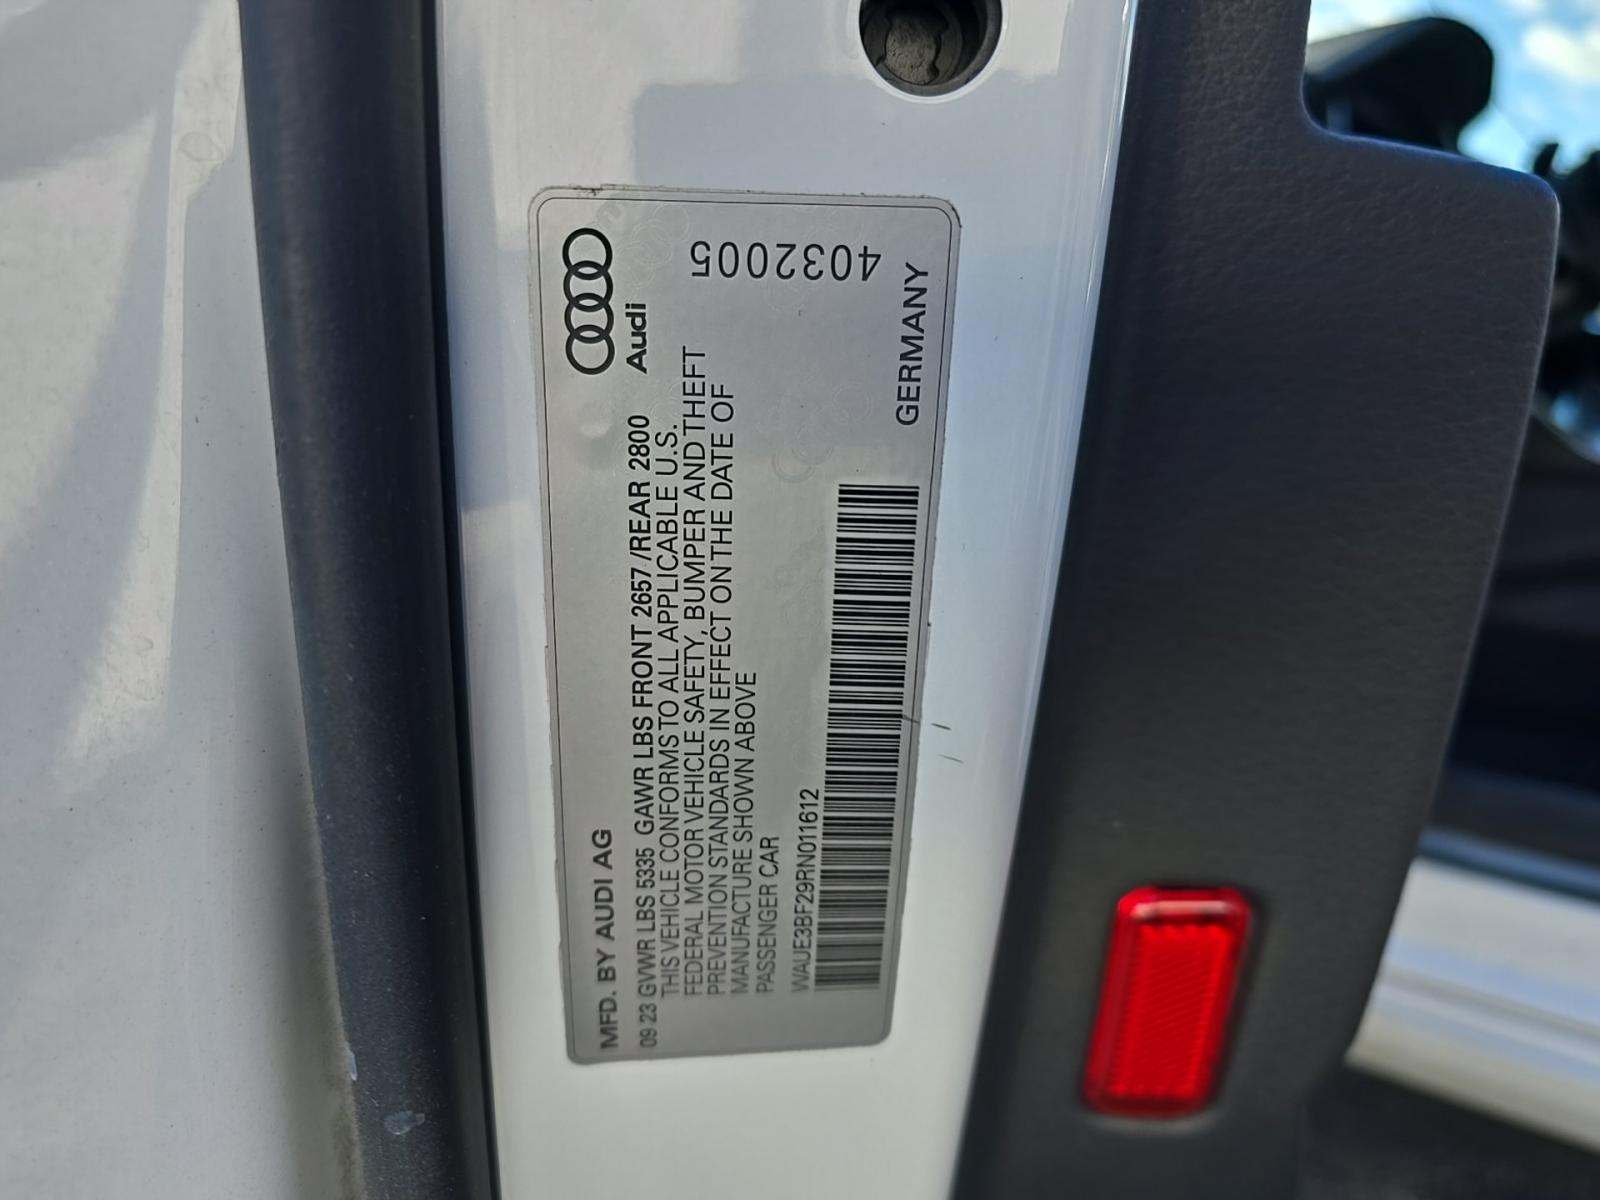 MFD. BY AUDI AG
Audi
09 23 GVWR LBS 5335 GAWR LBS FRONT 2657 /REAR 2800
THIS VEHICLE CONFORMS TO ALL APPLICABLE U.S.
FEDERAL MOTOR VEHICLE SAFETY, BUMPER AND THEFT
PREVENTION STANDARDS IN EFFECT ON THE DATE OF
MANUFACTURE SHOWN ABOVE
PASSENGER CAR
WAUE3BF29RN011612
GERMANY
4032005